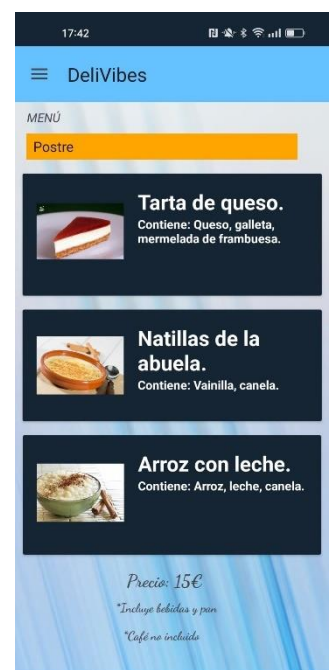 17:42
DeliVibes
MENÚ
Postre
Tarta de queso.
Contiene: Queso, galleta,
mermelada de frambuesa.
Natillas de la
abuela.
Contiene: Vainilla, canela.
Arroz con leche.
Contiene: Arroz, leche, canela.
Precio: 15€
*Incluye bebidas y pan
*Café no incluido